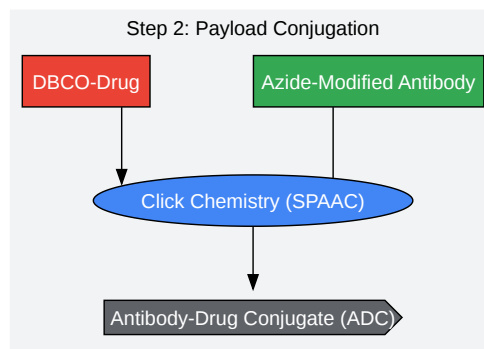 Step 2: Payload Conjugation
DBCO-Drug
Azide-Modified Antibody
Click Chemistry (SPAAC)
Antibody-Drug Conjugate (ADC)